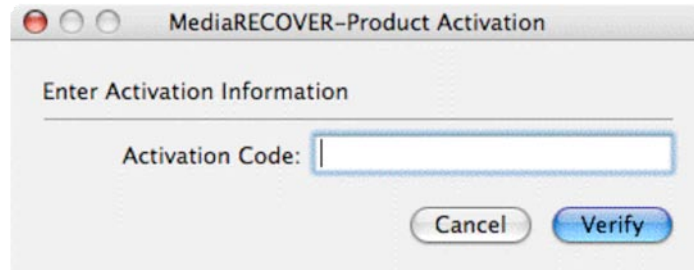 MediaRECOVER-Product Activation
Enter Activation Information
Activation Code:
Cancel Verify